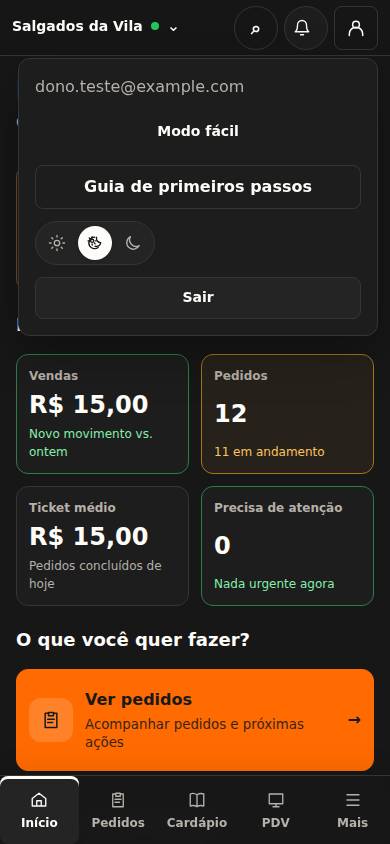 Salgados da Vila
dono.teste@example.com
Modo fácil
Guia de primeiros passos
Sair
Vendas
R$ 15,00
Novo movimento vs.
ontem
Pedidos
12
11 em andamento
Ticket médio
R$ 15,00
Pedidos concluídos de
hoje
Precisa de atenção
0
Nada urgente agora
O que você quer fazer?
Ver pedidos
Acompanhar pedidos e próximas
ações
→
Início
Pedidos
Cardápio
PDV
Mais